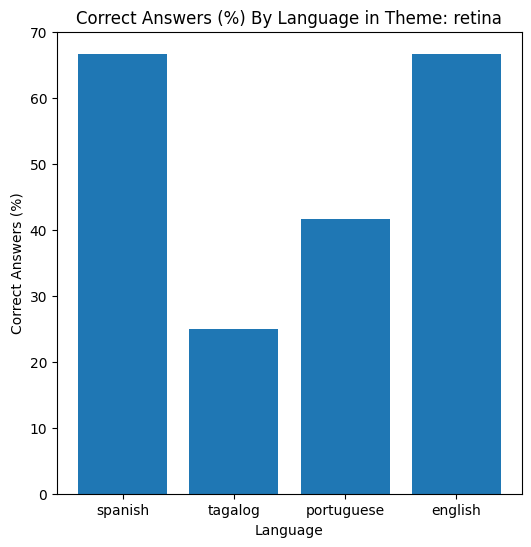 Correct Answers (%) By Language in Theme: retina
70
60
50
40
30
20
10
0
Correct Answers (%)
spanish tagalog portuguese english
Language